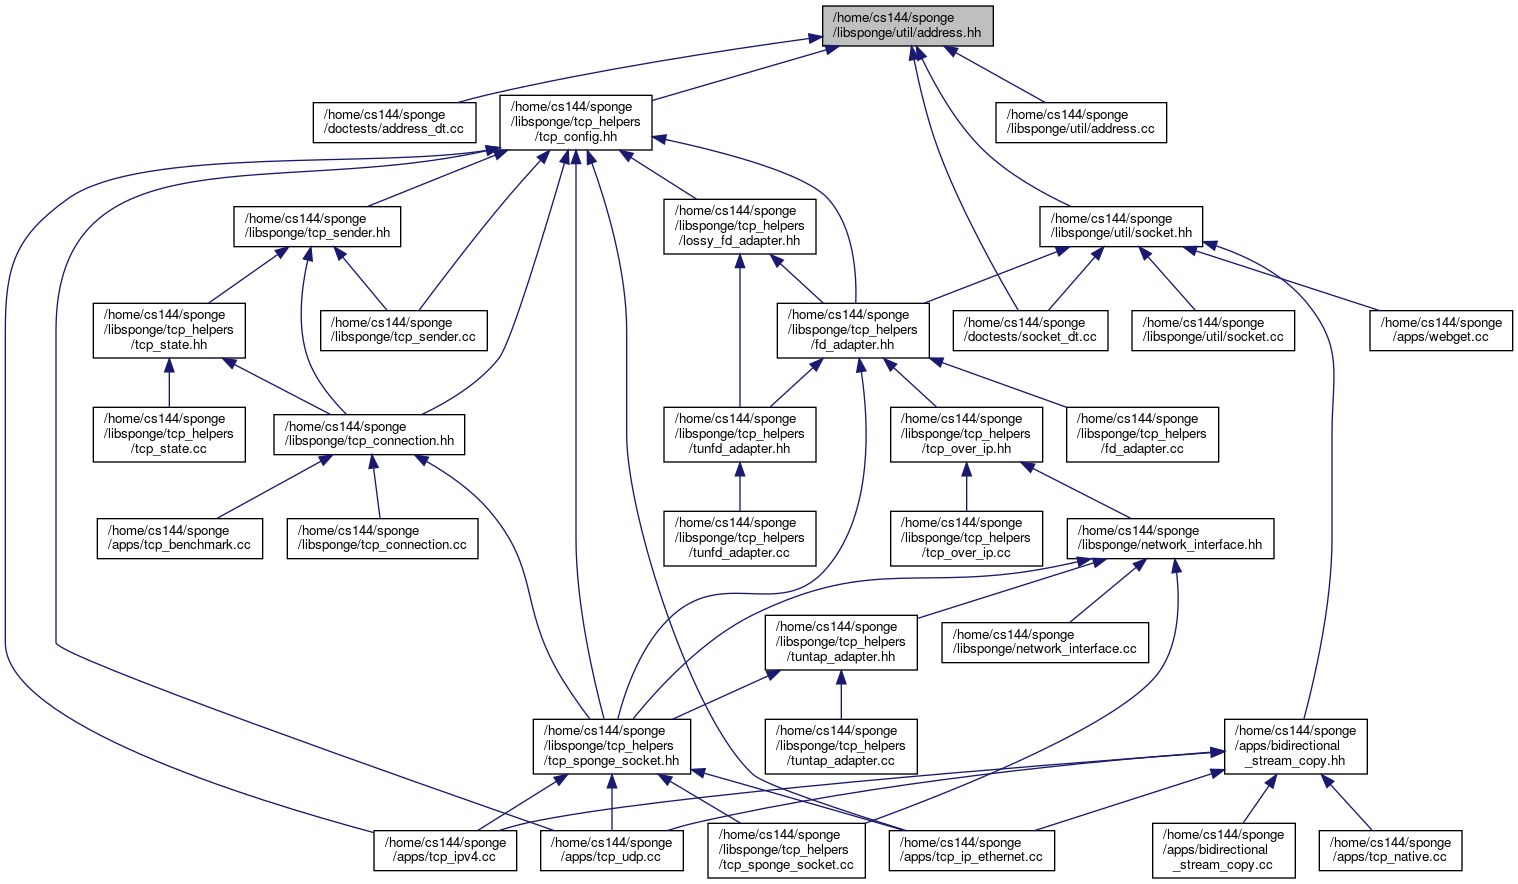 /home/cs144/sponge
/libsponge/util/address.hh
/home/cs144/sponge
/doctests/address_dt.cc
/home/cs144/sponge
/libsponge/tcp_helpers
/tcp_config.hh
/home/cs144/sponge
/libsponge/util/address.cc
/home/cs144/sponge
/libsponge/tcp_sender.hh
/home/cs144/sponge
/libsponge/tcp_helpers
/lossy_fd_adapter.hh
/home/cs144/sponge
/libsponge/util/socket.hh
/home/cs144/sponge
/libsponge/tcp_helpers
/tcp_state.hh
/home/cs144/sponge
/libsponge/tcp_sender.cc
/home/cs144/sponge
/libsponge/tcp_helpers
/fd_adapter.hh
/home/cs144/sponge
/doctests/socket_dt.cc
/home/cs144/sponge
/libsponge/util/socket.cc
/home/cs144/sponge
/apps/webget.cc
/home/cs144/sponge
/libsponge/tcp_helpers
/tcp_state.cc
/home/cs144/sponge
/libsponge/tcp_connection.hh
/home/cs144/sponge
/libsponge/tcp_helpers
/tunfd_adapter.hh
/home/cs144/sponge
/libsponge/tcp_helpers
/tcp_over_ip.hh
/home/cs144/sponge
/libsponge/tcp_helpers
/fd_adapter.cc
/home/cs144/sponge
/apps/tcp_benchmark.cc
/home/cs144/sponge
/libsponge/tcp_connection.cc
/home/cs144/sponge
/libsponge/tcp_helpers
/tunfd_adapter.cc
/home/cs144/sponge
/libsponge/tcp_helpers
/tcp_over_ip.cc
/home/cs144/sponge
/libsponge/network_interface.hh
/home/cs144/sponge
/libsponge/tcp_helpers
/tuntap_adapter.hh
/home/cs144/sponge
/libsponge/network_interface.cc
/home/cs144/sponge
/libsponge/tcp_helpers
/tcp_sponge_socket.hh
/home/cs144/sponge
/libsponge/tcp_helpers
/tuntap_adapter.cc
/home/cs144/sponge
/apps/bidirectional
_stream_copy.hh
/home/cs144/sponge
/apps/tcp_ipv4.cc
/home/cs144/sponge
/apps/tcp_udp.cc
/home/cs144/sponge
/libsponge/tcp_helpers
/tcp_sponge_socket.cc
/home/cs144/sponge
/apps/tcp_ip_ethernet.cc
/home/cs144/sponge
/apps/bidirectional
_stream_copy.cc
/home/cs144/sponge
/apps/tcp_native.cc